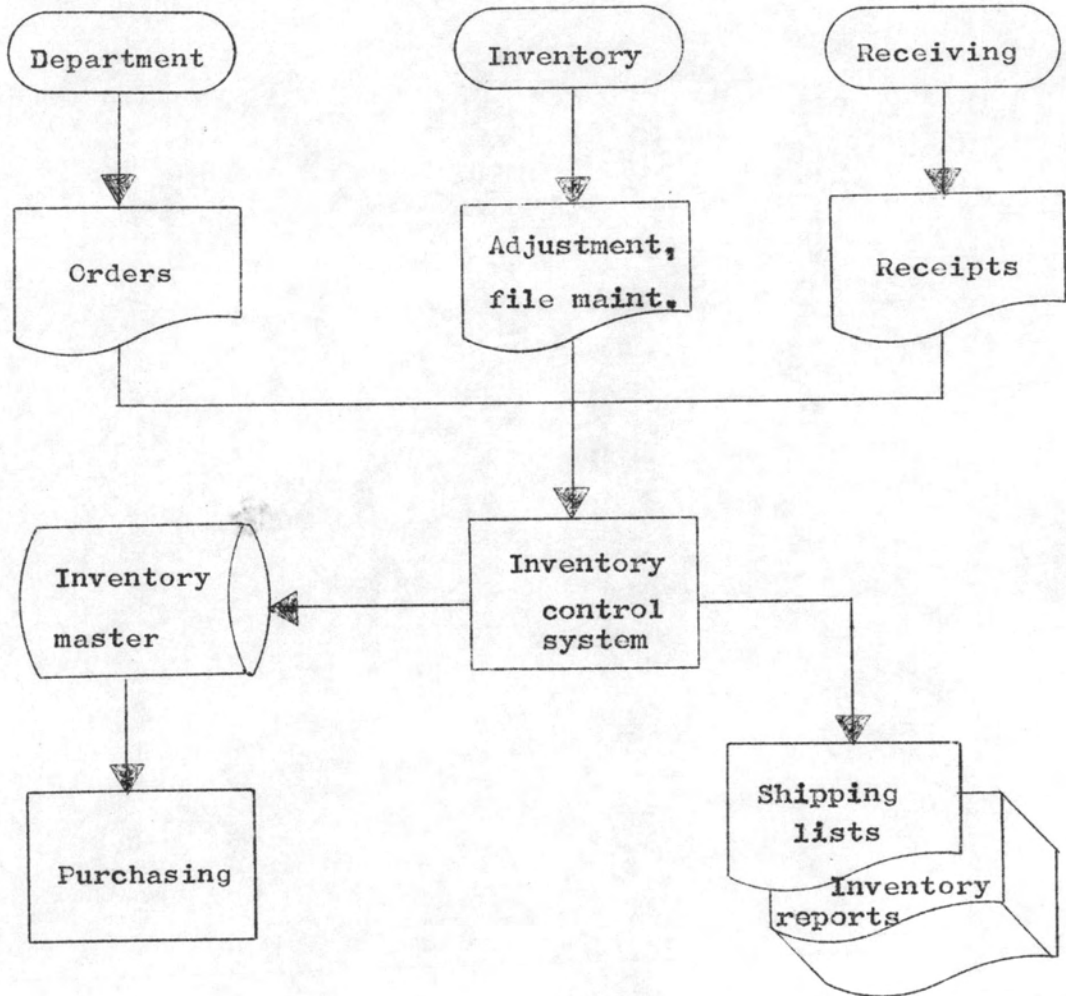 Department
Inventory
Receiving
Orders
Adjustment,
file maint.
Receipts
Inventory
master
Inventory
control
system
Purchasing
Shipping
lists
Inventory
reports